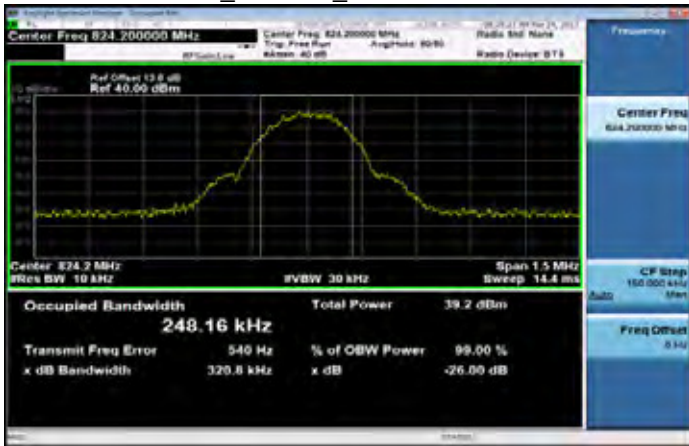 Center Freq 824.200000 MHz
Center Freq: 824.200000 MHz
Trig: Free Run
Avg|Hold: 80/80
#Atten: 40 dB
Radio Std: None
Radio Device: BTS
Frequency
Ref Offset 13.8 dB
Ref 40.00 dBm
Center Freq
824.200000 MHz
Center 824.2 MHz
Span 1.5 MHz
#Res BW 10 kHz
#VBW 30 kHz
Sweep 14.4 ms
CF Step
150.000 kHz
Auto Man
Occupied Bandwidth
Total Power 39.2 dBm
248.16 kHz
Freq Offset
0 Hz
Transmit Freq Error 540 Hz
% of OBW Power 99.00 %
x dB Bandwidth 320.8 kHz
x dB -26.00 dB